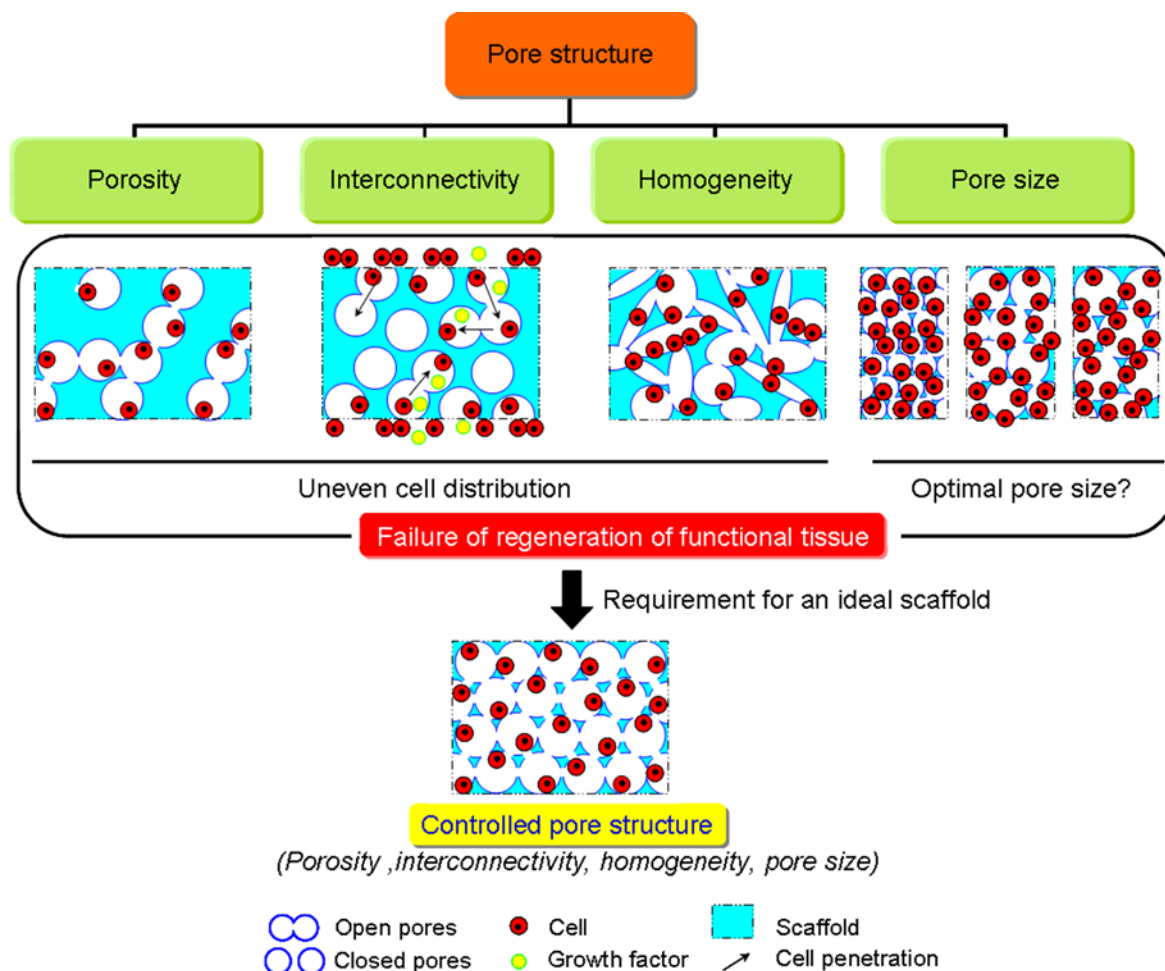 Pore structure
Porosity
Interconnectivity
Homogeneity
Pore size
Uneven cell distribution
Optimal pore size?
Failure of regeneration of functional tissue
Requirement for an ideal scaffold
Controlled pore structure
(Porosity ,interconnectivity, homogeneity, pore size)
Open pores
Cell
Scaffold
Closed pores
Growth factor
Cell penetration